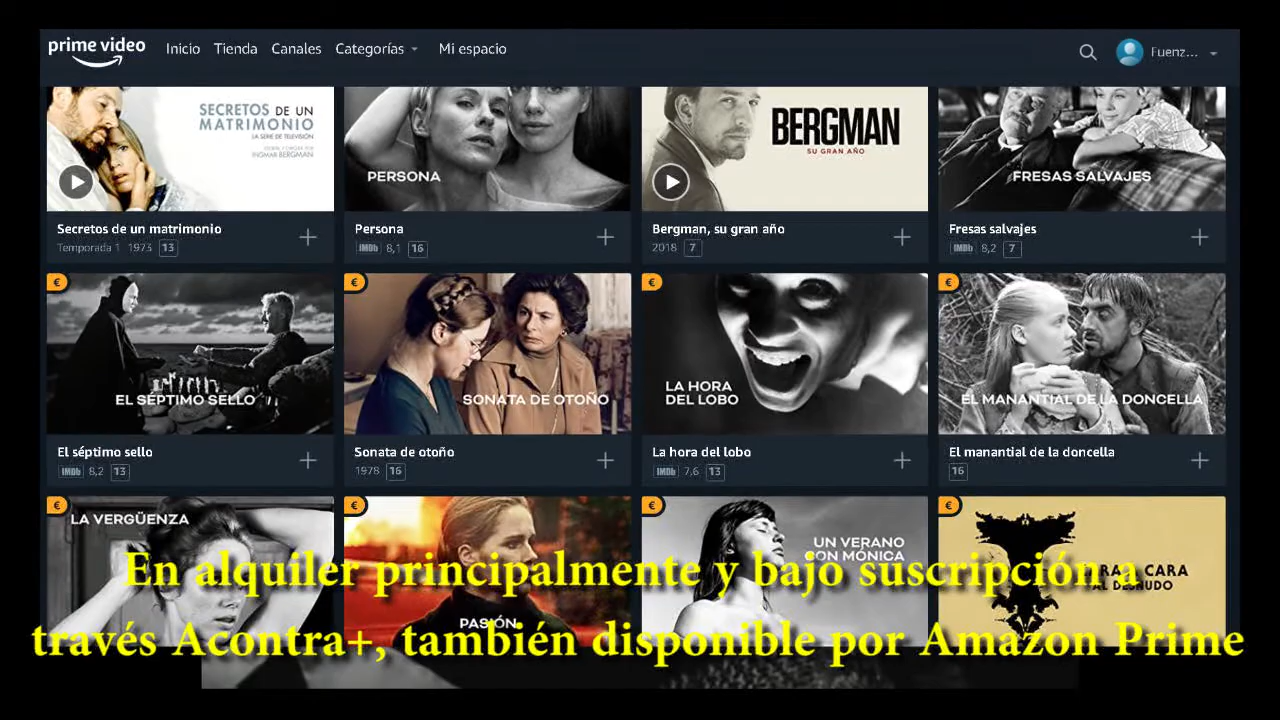 prime video Inicio Tienda Canales Categorías Mi espacio Fuenz...
SECRETOS DE UN
MATRIMONIO
LA SERIE DE TELEVISIÓN
INGMAR BERGMAN
PERSONA
BERGMAN
SU GRAN AÑO
FRESAS SALVAJES
Secretos de un matrimonio
Temporada 1 1973 13
Persona
IMDb 8,1 16
Bergman, su gran año
2018 7
Fresas salvajes
IMDb 8,2 7
€ € € €
EL SÉPTIMO SELLO
SONATA DE OTOÑO
LA HORA
DEL LOBO
EL MANANTIAL DE LA DONCELLA
El séptimo sello
IMDb 8,2 13
Sonata de otoño
1978 16
La hora del lobo
IMDb 7,6 13
El manantial de la doncella
16
€ € € €
LA VERGÜENZA
PASIÓN
UN VERANO
CON MÓNICA
CARA
AL DESNUDO
En alquiler principalmente y bajo suscripción a
través Acontra+, también disponible por Amazon Prime